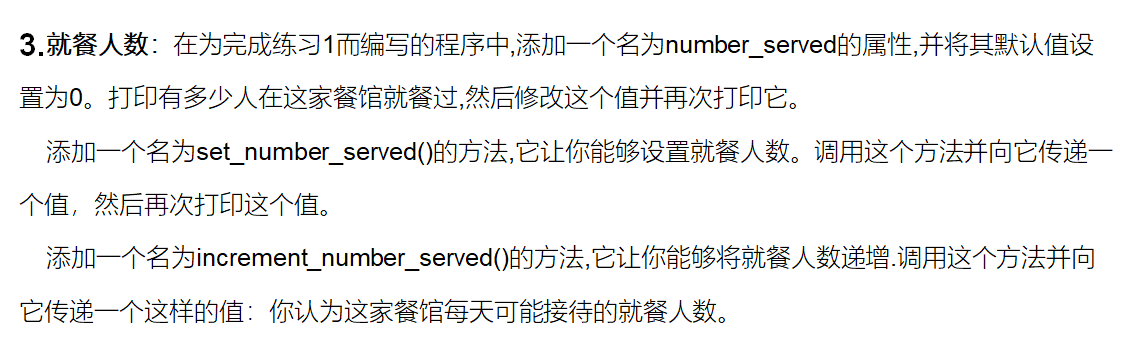 3.就餐人数：在为完成练习1而编写的程序中,添加一个名为number_served的属性,并将其默认值设
置为0。打印有多少人在这家餐馆就餐过,然后修改这个值并再次打印它。
添加一个名为set_number_served()的方法,它让你能够设置就餐人数。调用这个方法并向它传递一
个值，然后再次打印这个值。
添加一个名为increment_number_served()的方法,它让你能够将就餐人数递增.调用这个方法并向
它传递一个这样的值：你认为这家餐馆每天可能接待的就餐人数。